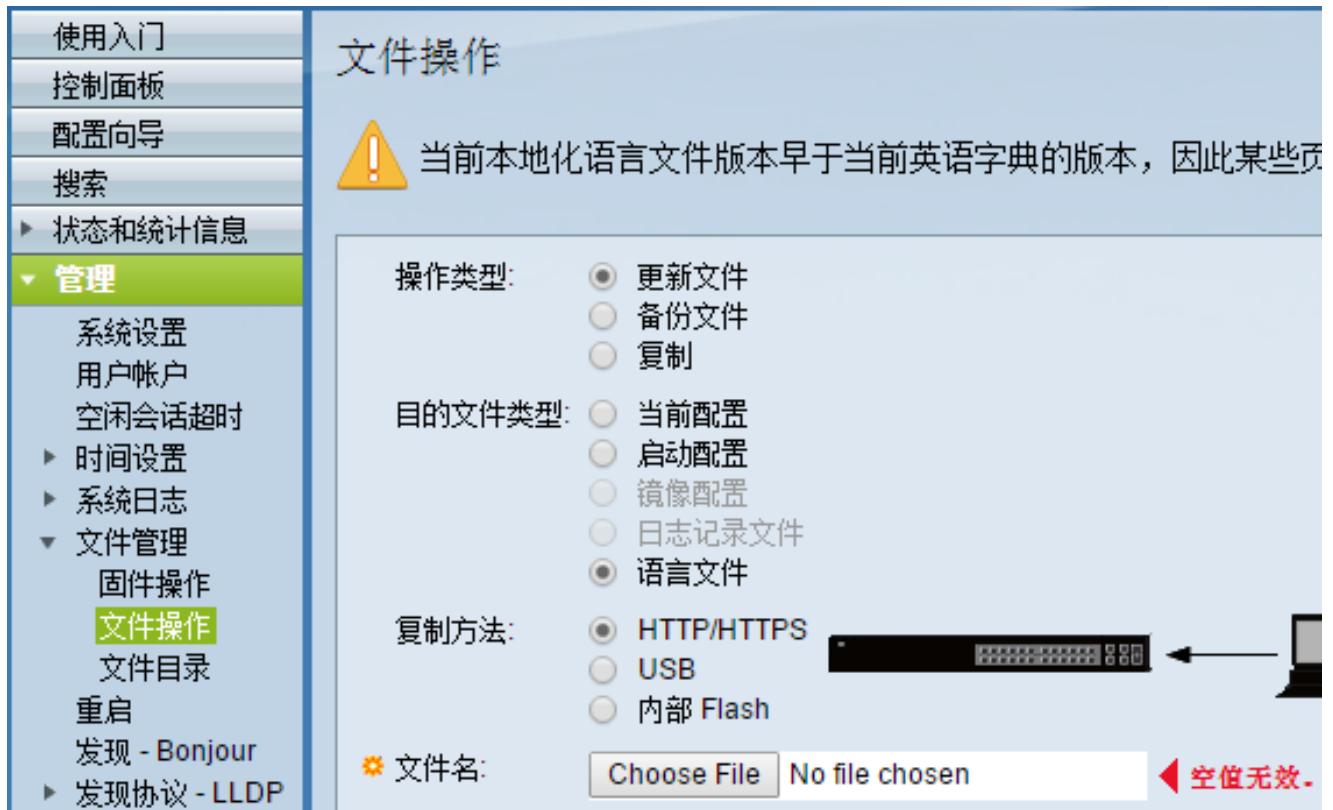 使用入门
控制面板
配置向导
搜索
状态和统计信息
管理
系统设置
用户帐户
空闲会话超时
时间设置
系统日志
文件管理
固件操作
文件操作
文件目录
重启
发现 - Bonjour
发现协议 - LLDP
文件操作
当前本地化语言文件版本早于当前英语字典的版本，因此某些页
操作类型:
更新文件
备份文件
复制
目的文件类型:
当前配置
启动配置
镜像配置
日志记录文件
语言文件
复制方法:
HTTP/HTTPS
USB
内部 Flash
文件名:
Choose File No file chosen
空值无效.